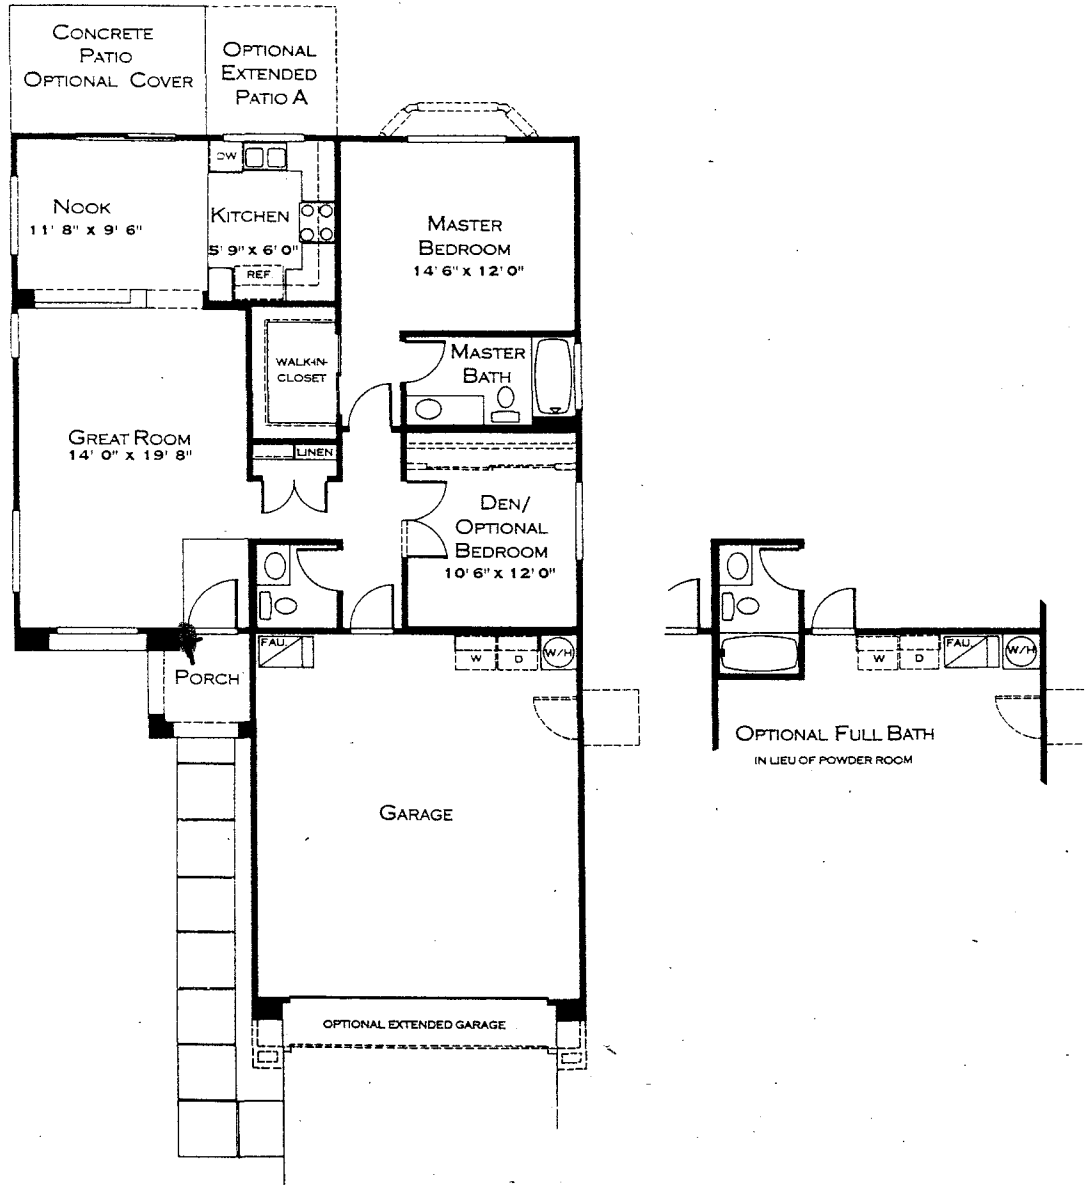 CONCRETE
PATIO
OPTIONAL COVER
OPTIONAL
EXTENDED
PATIO A
DW
NOOK
11' 8" X 9' 6"
KITCHEN
5' 9" X 6' 0"
REF.
MASTER
BEDROOM
14' 6" X 12' 0"
WALK-IN-
CLOSET
MASTER
BATH
GREAT ROOM
14' 0" X 19' 8"
LINEN
DEN/
OPTIONAL
BEDROOM
10' 6" X 12' 0"
FAU.
W
D
W/H
PORCH
GARAGE
OPTIONAL EXTENDED GARAGE
W
D
FAU.
W/H
OPTIONAL FULL BATH
IN LIEU OF POWDER ROOM